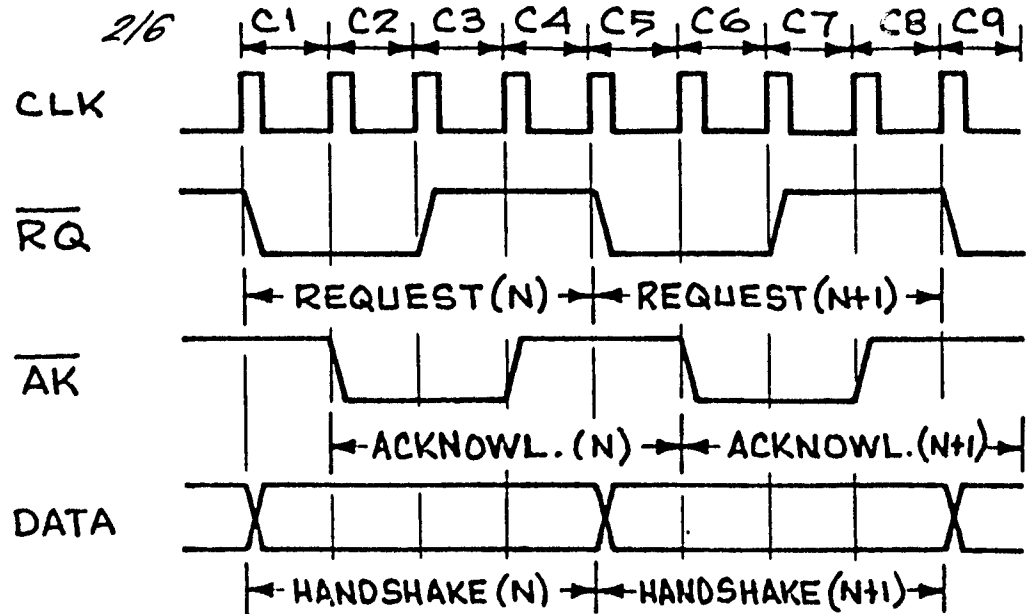 2/6 C1 C2 C3 C4 C5 C6 C7 C8 C9
CLK
RQ
REQUEST (N) REQUEST (N+1)
AK
ACKNOWL. (N) ACKNOWL. (N+1)
DATA
HANDSHAKE (N) HANDSHAKE (N+1)